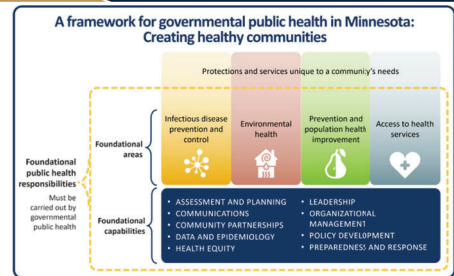 A framework for governmental public health in Minnesota:
Creating healthy communities
Protections and services unique to a community's needs
Foundational
public health
responsibilities
Must be
carried out by
governmental
public health
Foundational
areas
Infectious disease
prevention and
control
Environmental
health
Prevention and
population health
improvement
Access to health
services
Foundational
capabilities
• ASSESSMENT AND PLANNING
• COMMUNICATIONS
• COMMUNITY PARTNERSHIPS
• DATA AND EPIDEMIOLOGY
• HEALTH EQUITY
• LEADERSHIP
• ORGANIZATIONAL
MANAGEMENT
• POLICY DEVELOPMENT
• PREPAREDNESS AND RESPONSE